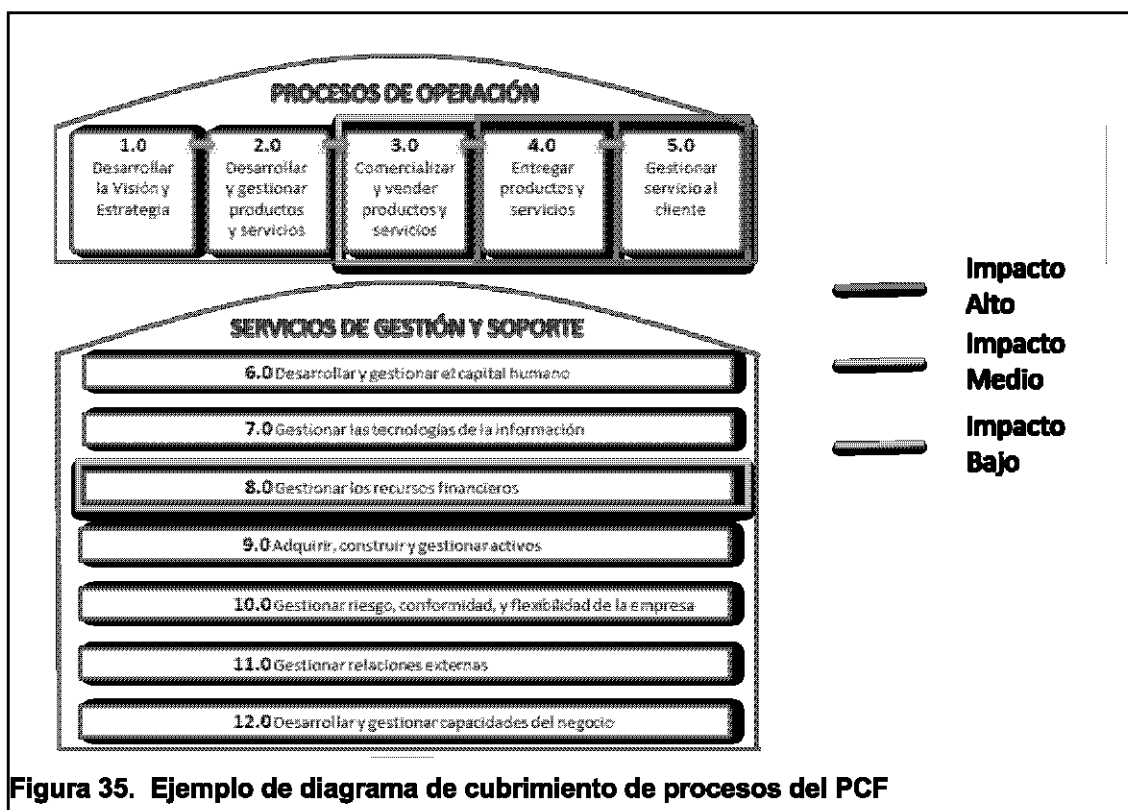 PROCESOS DE OPERACIÓN
1.0
Desarrollar
la Visión y
Estrategia
2.0
Desarrollar
y gestionar
productos
y servicios
3.0
Comercializar
y vender
productos y
servicios
4.0
Entregar
productos y
servicios
5.0
Gestionar
servicio al
cliente
SERVICIOS DE GESTIÓN Y SOPORTE
6.0 Desarrollar y gestionar el capital humano
7.0 Gestionar las tecnologías de la información
8.0 Gestionar los recursos financieros
9.0 Adquirir, construir y gestionar activos
10.0 Gestionar riesgo, conformidad, y flexibilidad de la empresa
11.0 Gestionar relaciones externas
12.0 Desarrollar y gestionar capacidades del negocio
Impacto
Alto
Impacto
Medio
Impacto
Bajo
Figura 35. Ejemplo de diagrama de cubrimiento de procesos del PCF